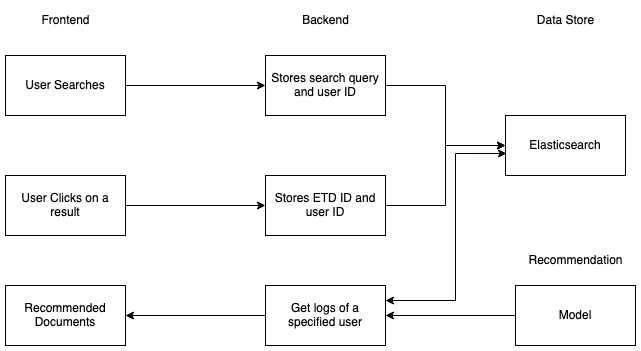 Frontend
Backend
Data Store
User Searches
Stores search query
and user ID
Elasticsearch
User Clicks on a
result
Stores ETD ID and
user ID
Recommendation
Recommended
Documents
Get logs of a
specified user
Model